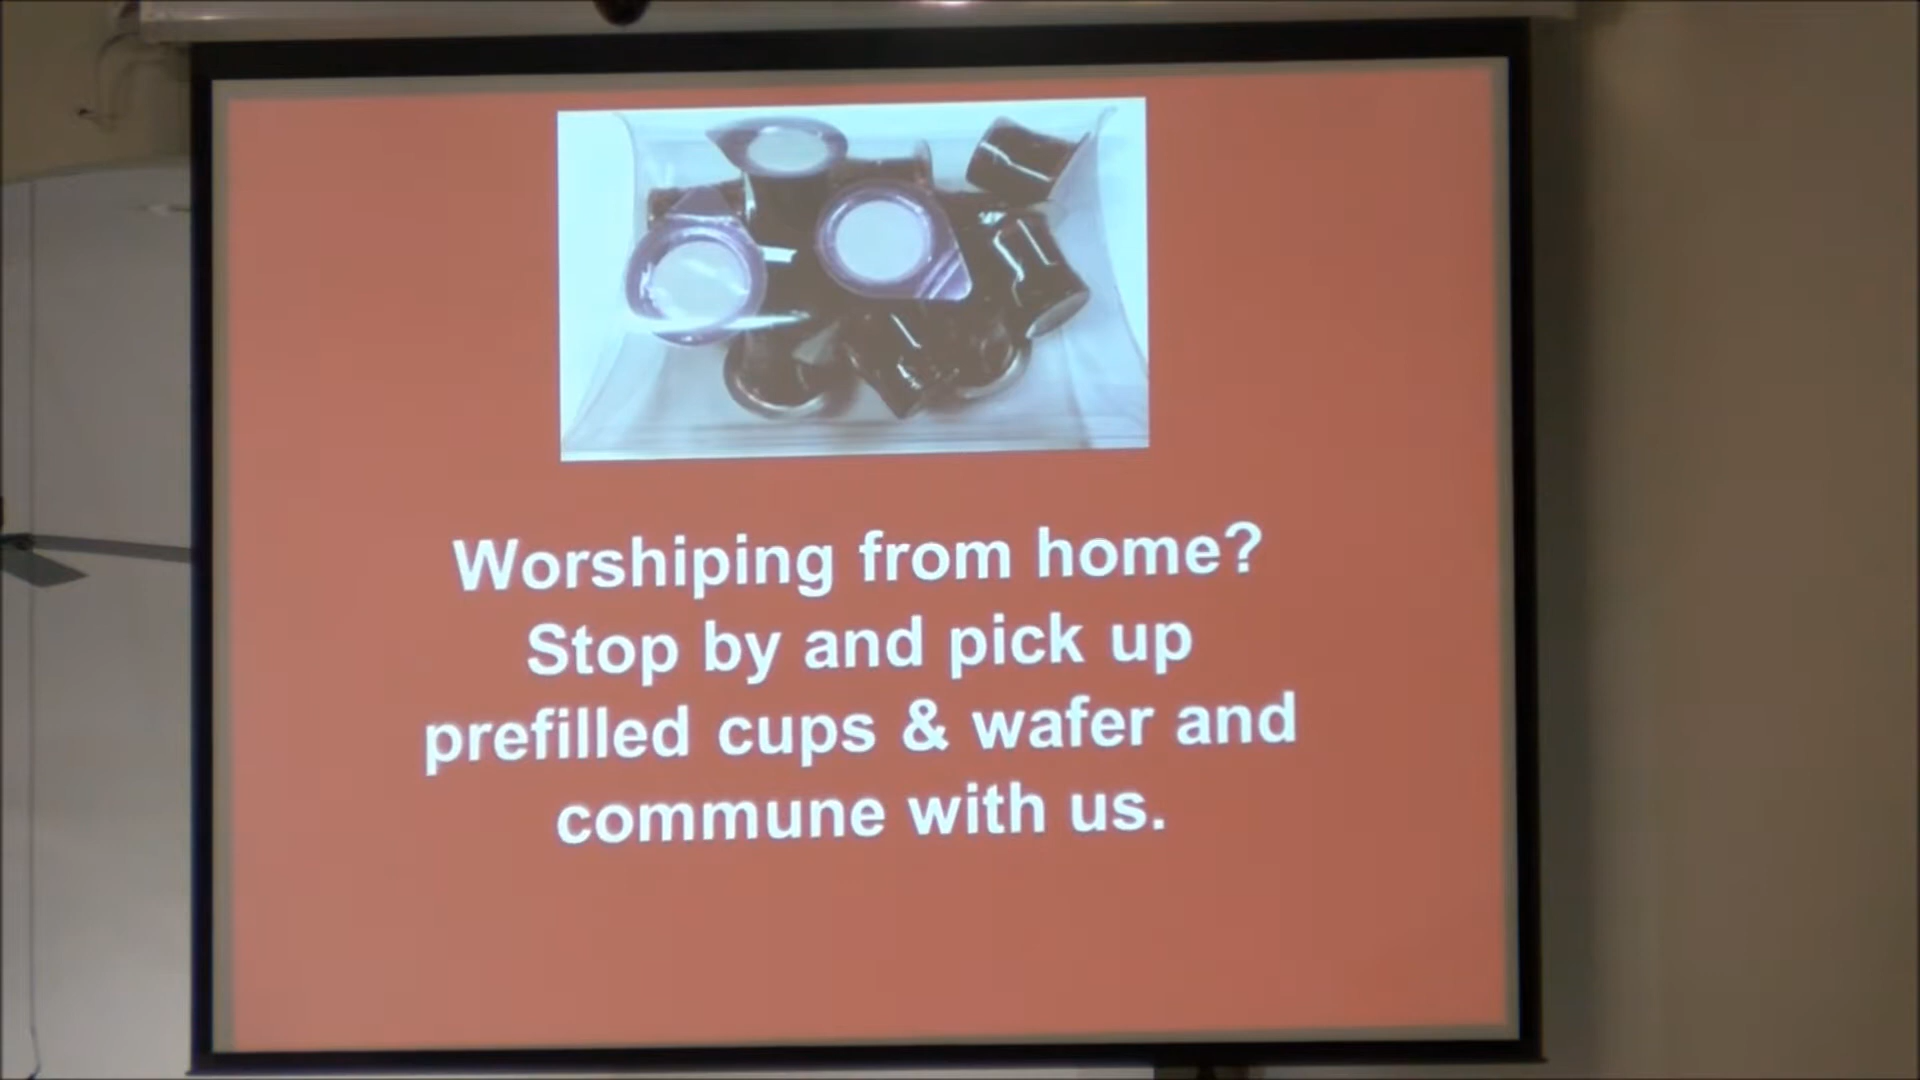 Worshiping from home?
Stop by and pick up
prefilled cups & wafer and
commune with us.